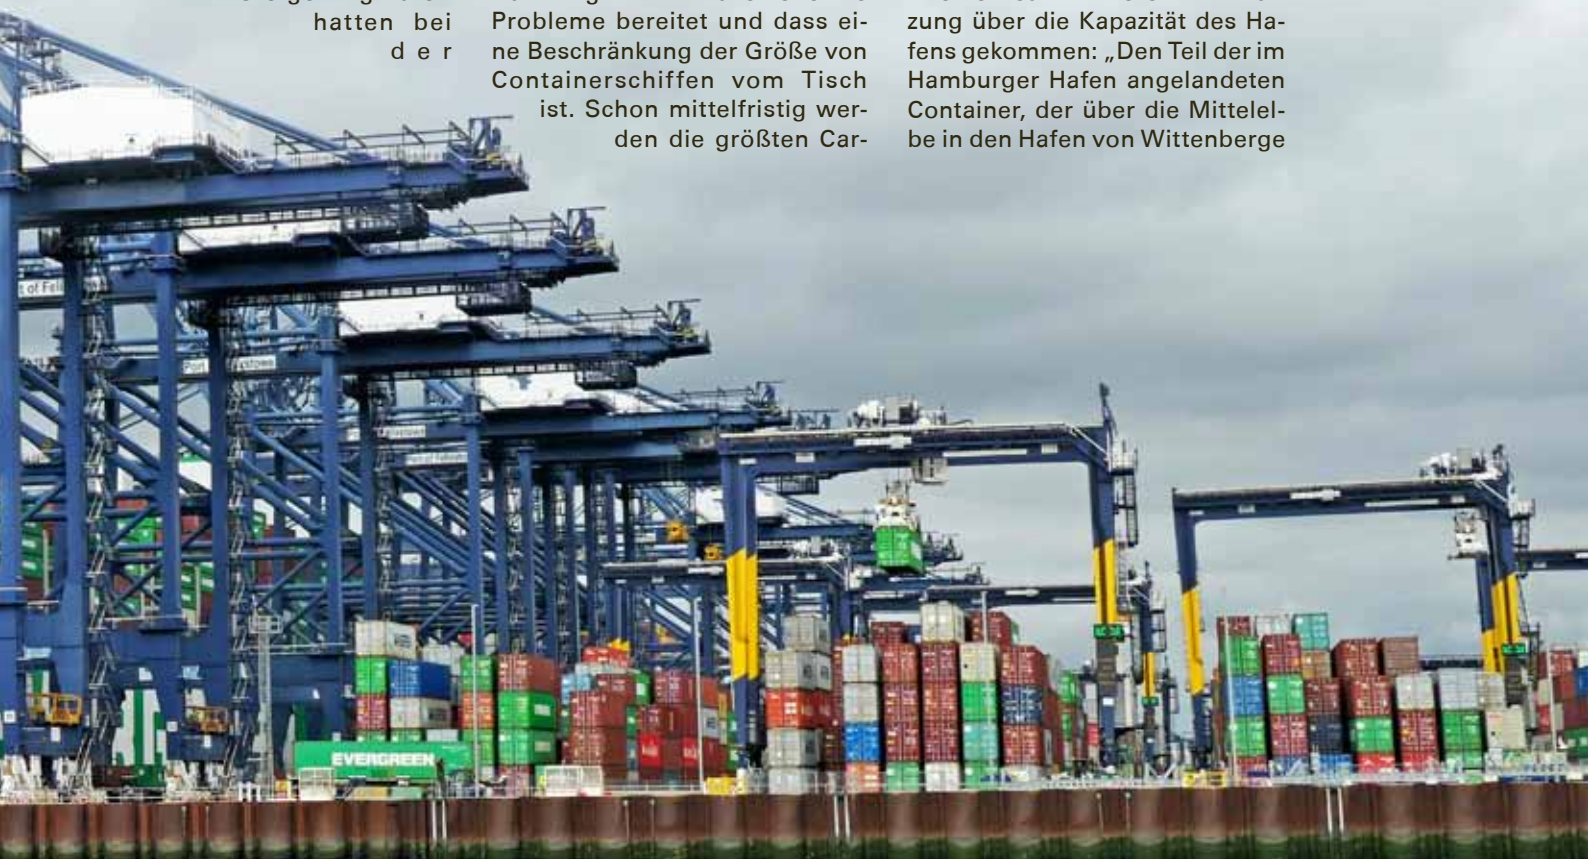 hatten bei
der
Probleme bereitet und dass ei-
ne Beschränkung der Größe von
Containerschiffen vom Tisch
ist. Schon mittelfristig wer-
den die größten Car-
zung über die Kapazität des Ha-
fens gekommen: „Den Teil der im
Hamburger Hafen angelandeten
Container, der über die Mittelel-
be in den Hafen von Wittenberge
Port
EVERGREEN